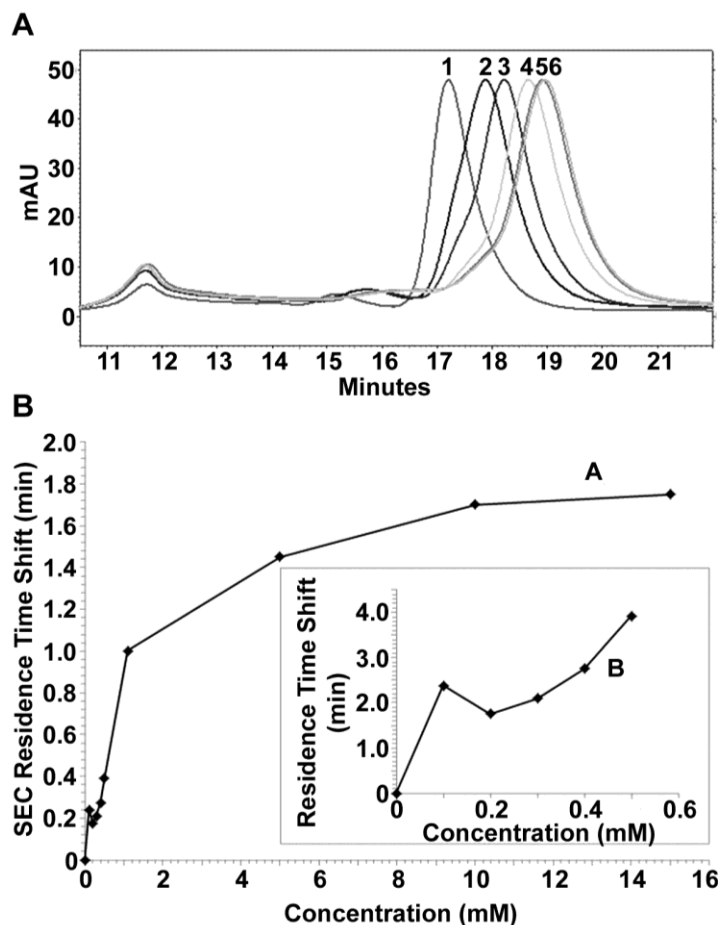 A
50
40
30
20
10
0
mAU
1 2 3 4 5 6
11 12 13 14 15 16 17 18 19 20 21
Minutes
B
2.0
1.8
1.6
1.4
1.2
1.0
0.8
0.6
0.4
0.2
0
SEC Residence Time Shift (min)
A
Residence Time Shift
(min)
4.0
3.0
2.0
1.0
0
B
0 0.2 0.4 0.6
Concentration (mM)
0 2 4 6 8 10 12 14 16
Concentration (mM)